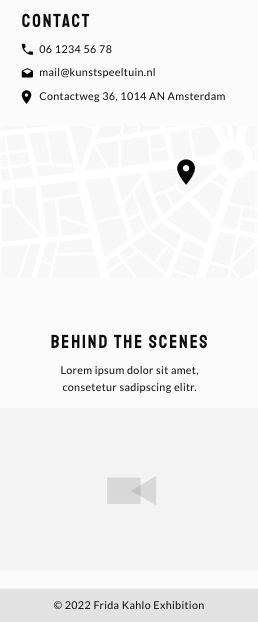 CONTACT
06 1234 56 78
mail@kunstspeeltuin.nl
Contactweg 36, 1014 AN Amsterdam
BEHIND THE SCENES
Lorem ipsum dolor sit amet,
consetetur sadipscing elitr.
© 2022 Frida Kahlo Exhibition